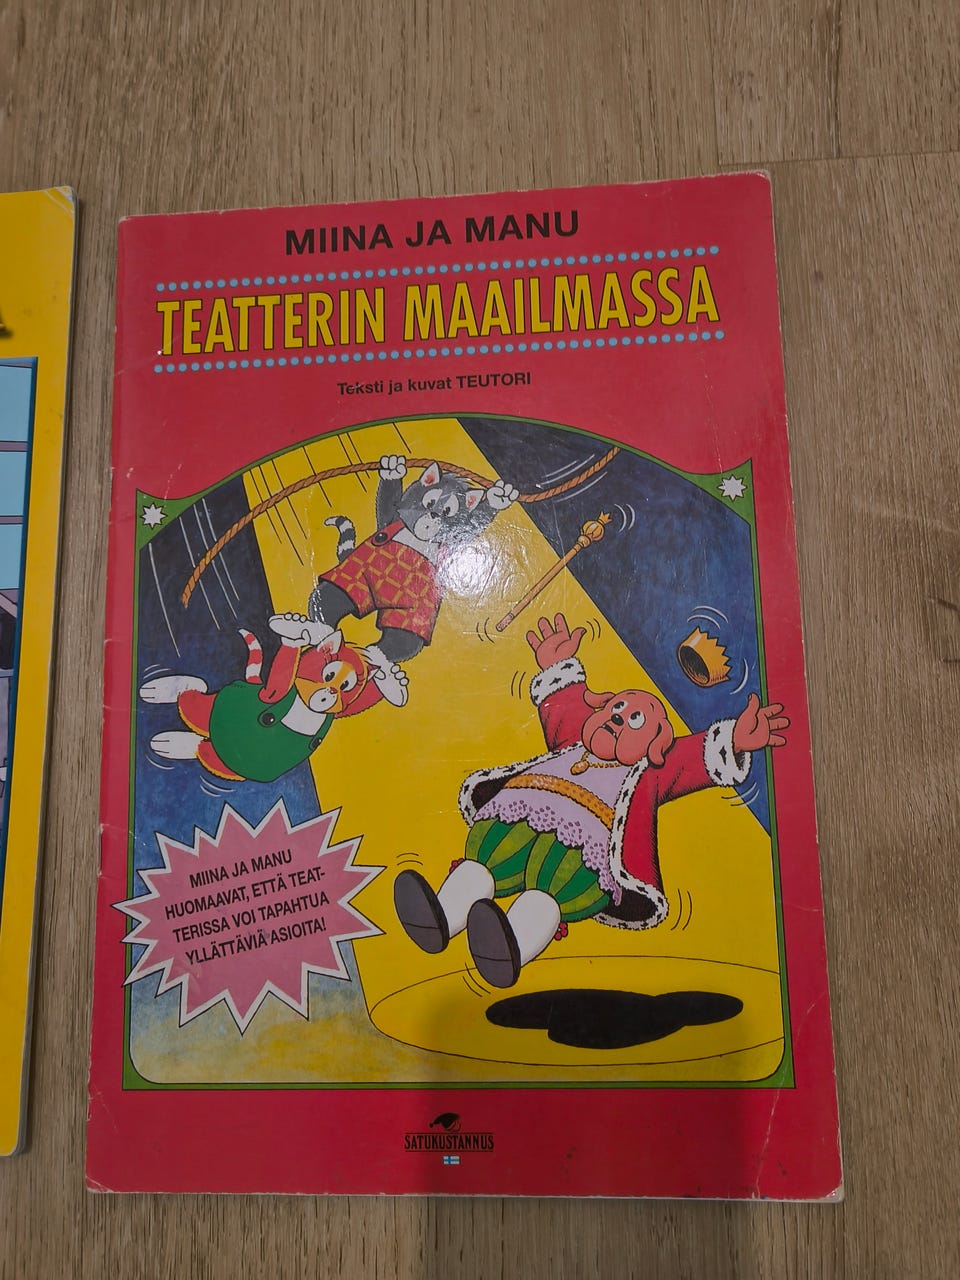 MIINA JA MANU
TEATTERIN MAAILMASSA
Teksti ja kuvat TEUTORI
MIINA JA MANU
HUOMAAVAT, ETTÄ TEAT-
TERISSA VOI TAPAHTUA
YLLÄTTÄVIÄ ASIOITA!
SATUKUSTANNUS